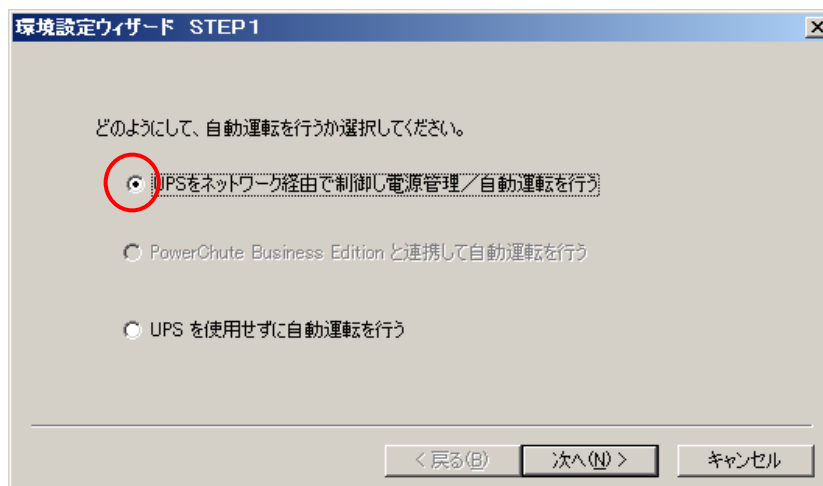 環境設定ウィザード STEP1
どのようにして、自動運転を行うか選択してください。
UPSをネットワーク経由で制御し電源管理／自動運転を行う
PowerChute Business Edition と連携して自動運転を行う
UPS を使用せずに自動運転を行う
< 戻る(B) 次へ(N) > キャンセル